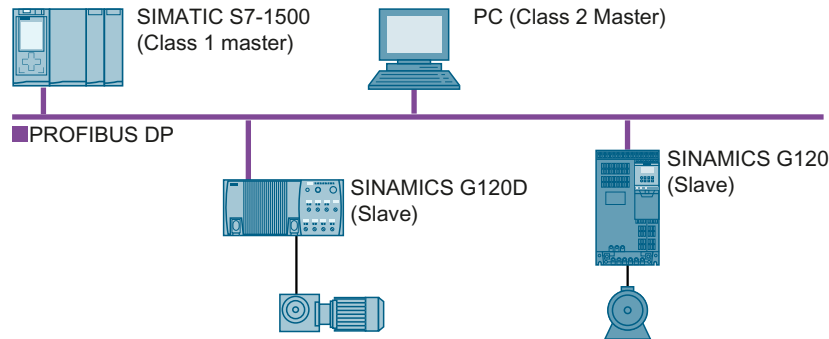 SIMATIC S7-1500
(Class 1 master)
PC (Class 2 Master)
PROFIBUS DP
SINAMICS G120D
(Slave)
SINAMICS G120
(Slave)